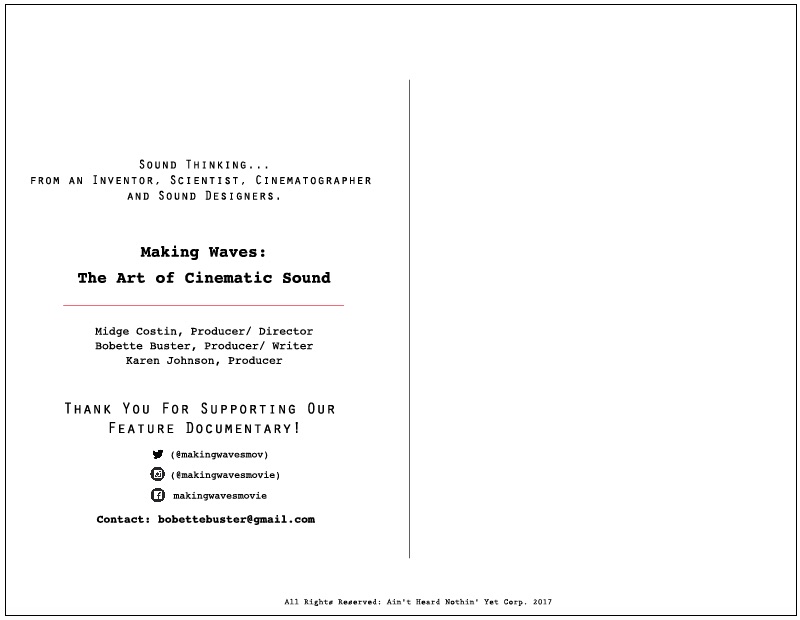 Sound Thinking...
from an Inventor, Scientist, Cinematographer
and Sound Designers.
Making Waves:
The Art of Cinematic Sound
Midge Costin, Producer/ Director
Bobette Buster, Producer/ Writer
Karen Johnson, Producer
Thank You For Supporting Our
Feature Documentary!
(@makingwavesmov)
(@makingwavesmovie)
makingwavesmovie
Contact: bobettebuster@gmail.com
All Rights Reserved: Ain't Heard Nothin' Yet Corp. 2017